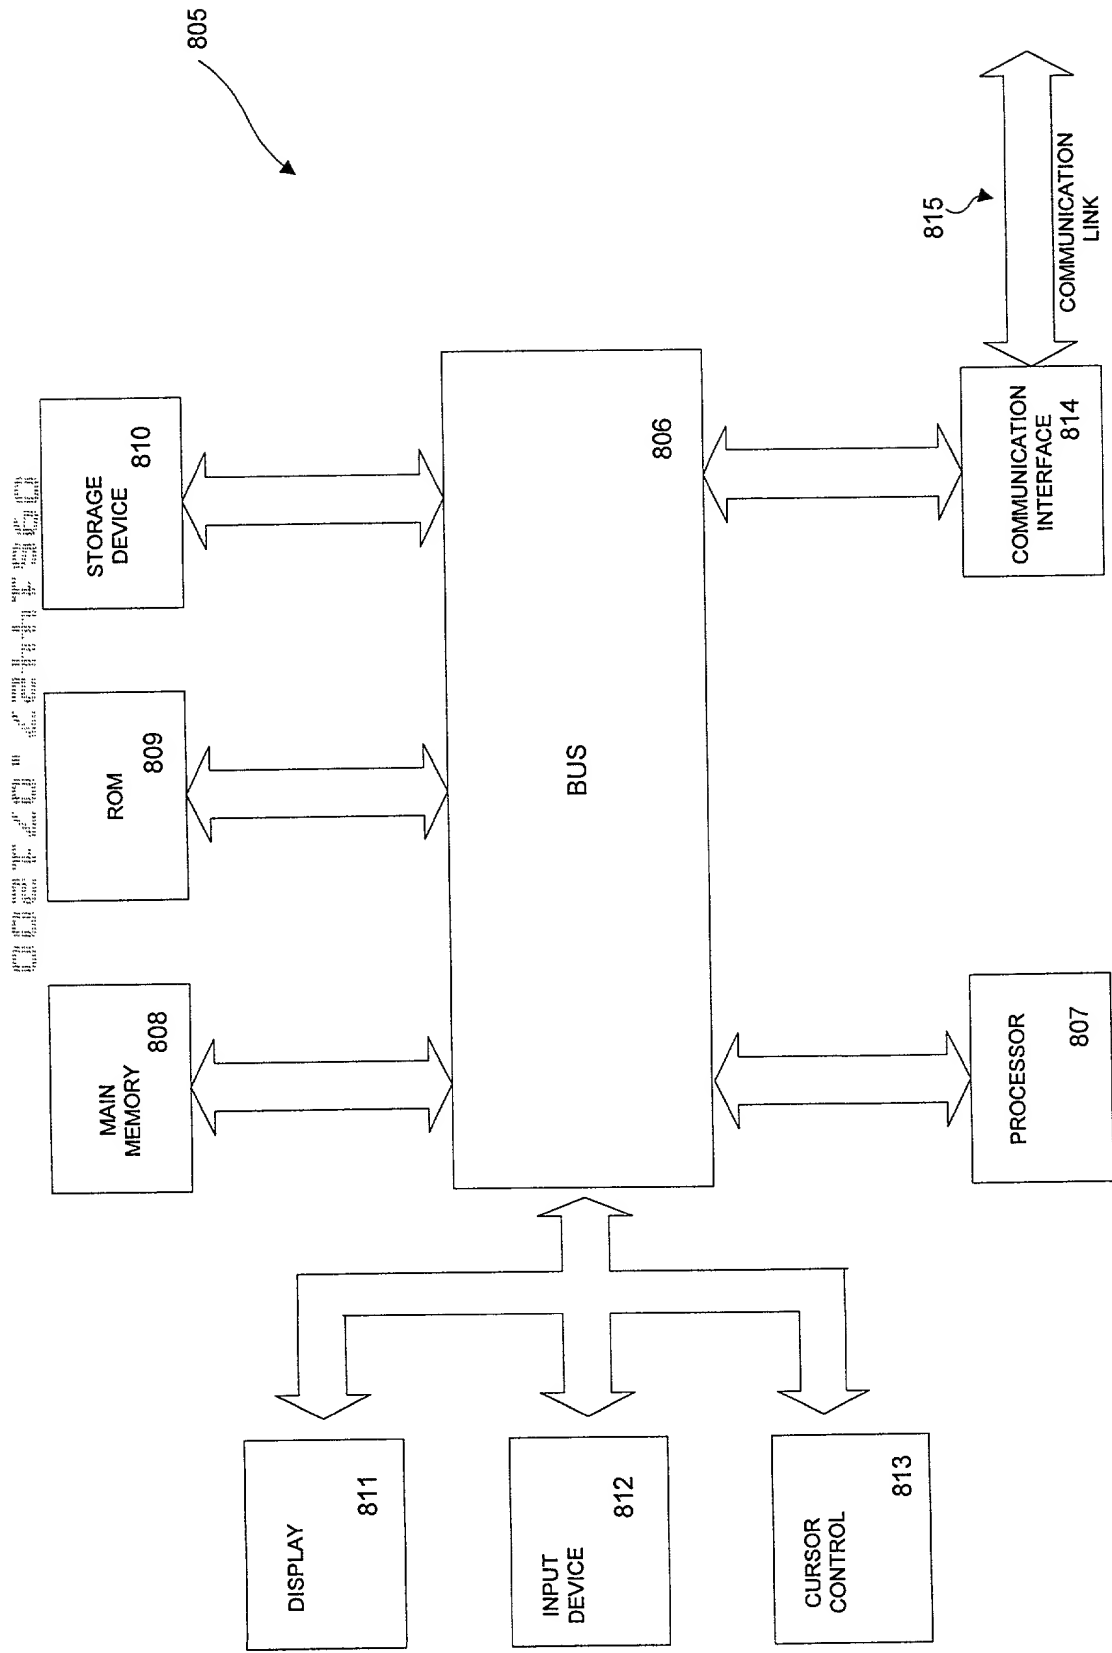 805
MAIN
MEMORY
808
ROM
809
STORAGE
DEVICE
810
DISPLAY
811
INPUT
DEVICE
812
CURSOR
CONTROL
813
BUS
806
815
COMMUNICATION
LINK
PROCESSOR
807
COMMUNICATION
INTERFACE
814